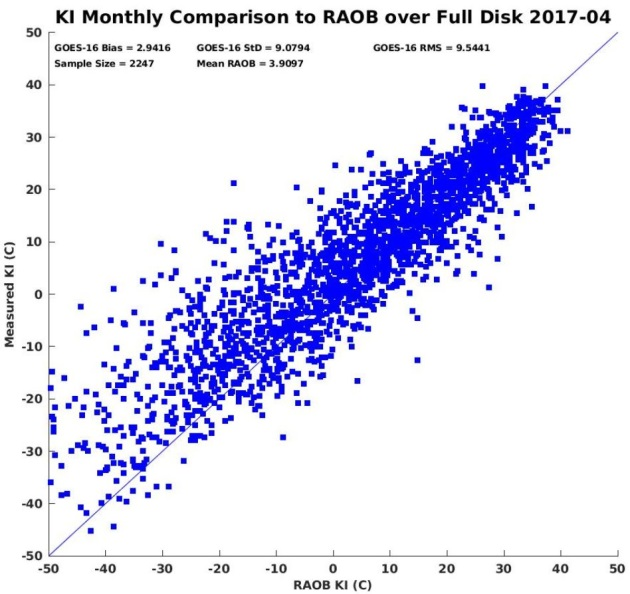 KI Monthly Comparison to RAOB over Full Disk 2017-04
GOES-16 Bias = 2.9416 GOES-16 StD = 9.0794 GOES-16 RMS = 9.5441
Sample Size = 2247 Mean RAOB = 3.9097
50
40
30
20
10
0
-10
-20
-30
-40
-50
Measured KI (C)
-50 -40 -30 -20 -10 0 10 20 30 40 50
RAOB KI (C)